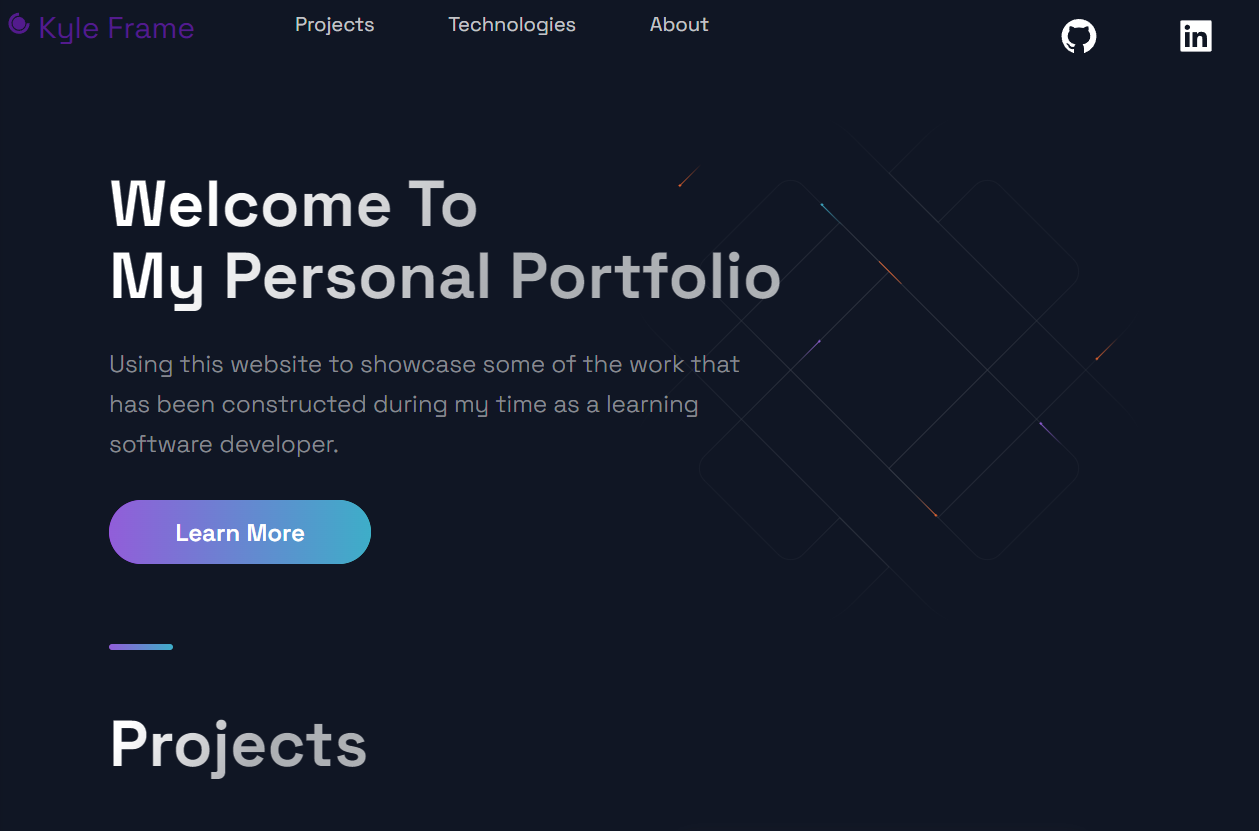 Kyle Frame
Projects
Technologies
About
Welcome To
My Personal Portfolio
Using this website to showcase some of the work that
has been constructed during my time as a learning
software developer.
Learn More
Projects